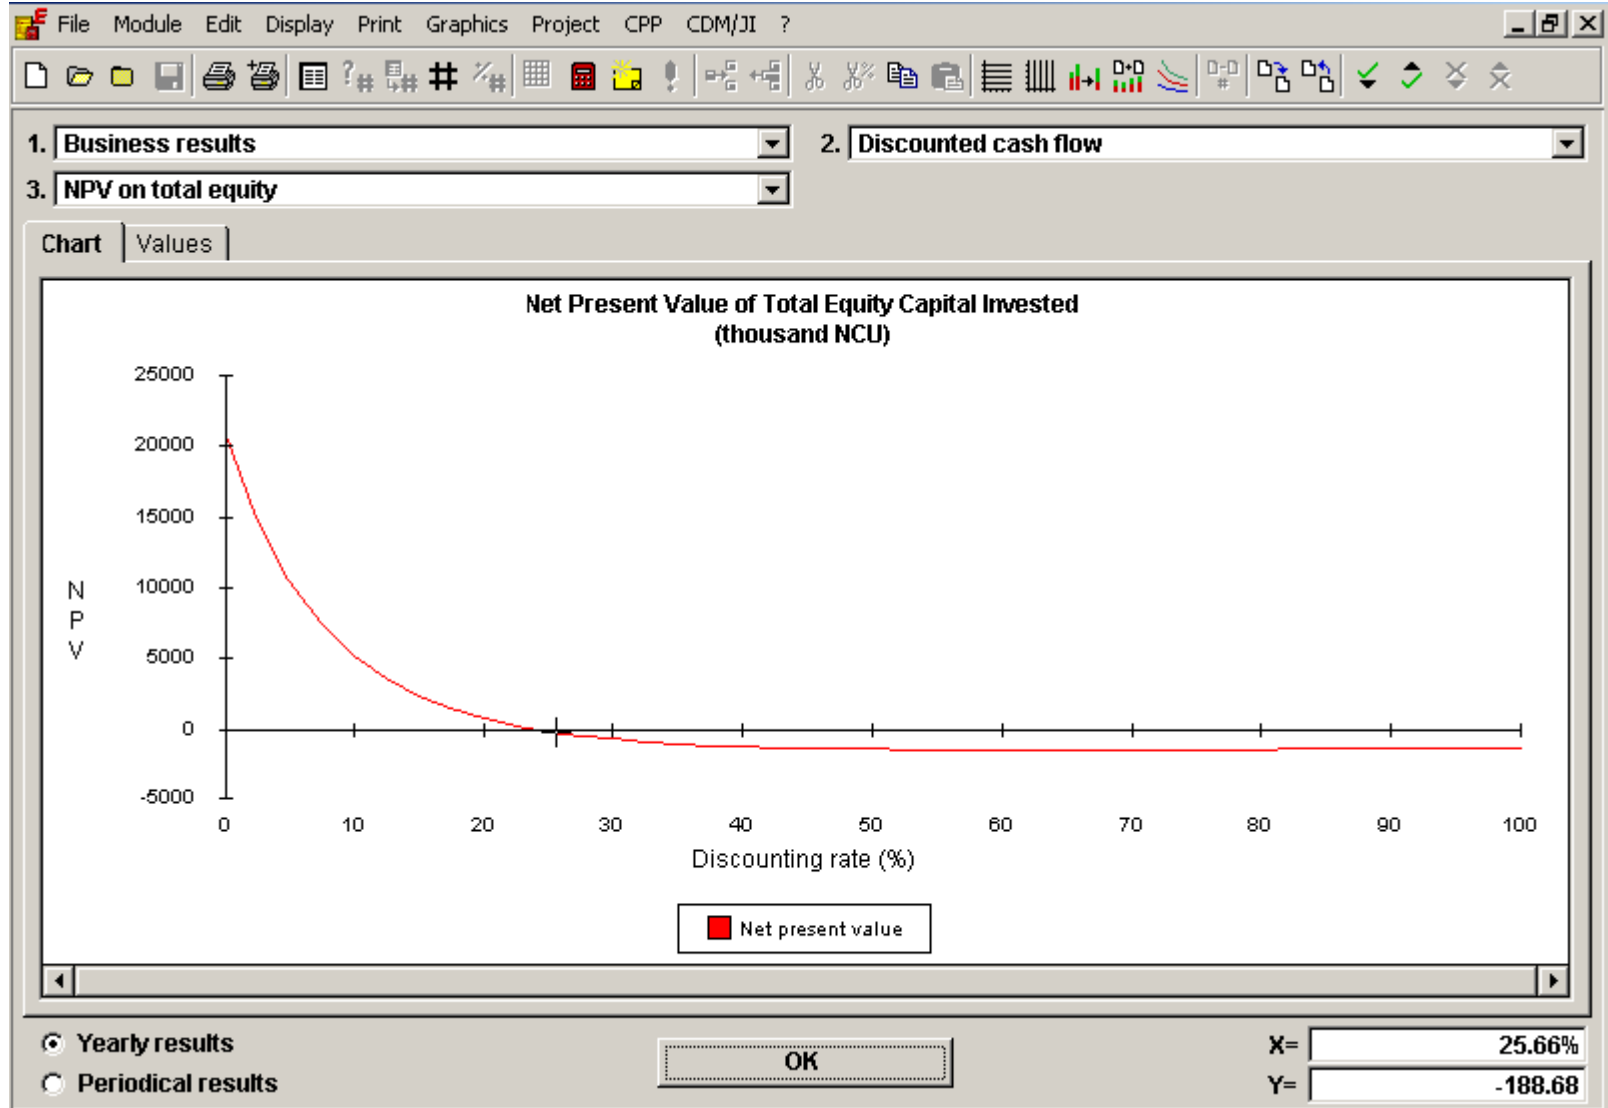 File Module Edit Display Print Graphics Project CPP CDM/JI ?
1. Business results 2. Discounted cash flow
3. NPV on total equity
Chart Values
Net Present Value of Total Equity Capital Invested
(thousand NCU)
25000
20000
15000
10000
5000
0
-5000
NPV
0 10 20 30 40 50 60 70 80 90 100
Discounting rate (%)
Net present value
Yearly results
Periodical results
OK
X= 25.66%
Y= -188.68